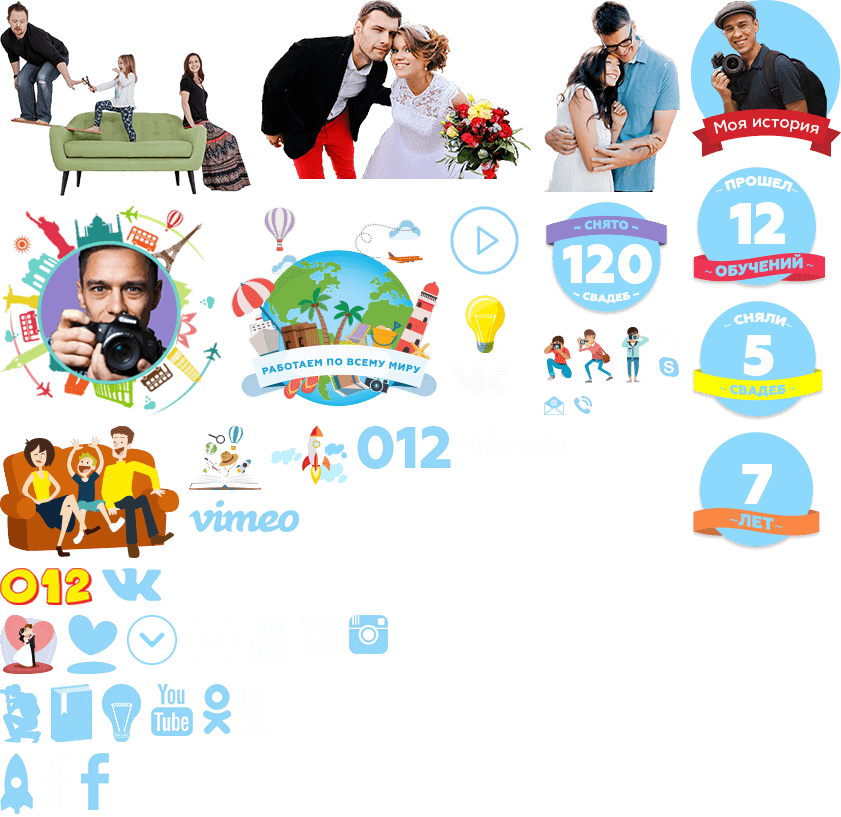 Моя история
~ ПРОШЕЛ ~
12
~ ОБУЧЕНИЙ ~
~ СНЯТО ~
120
~ СВАДЕБ ~
РАБОТАЕМ ПО ВСЕМУ МИРУ
~ СНЯЛИ ~
5
~ СВАДЕБ ~
012
7
~ ЛЕТ ~
vimeo
012
You
Tube